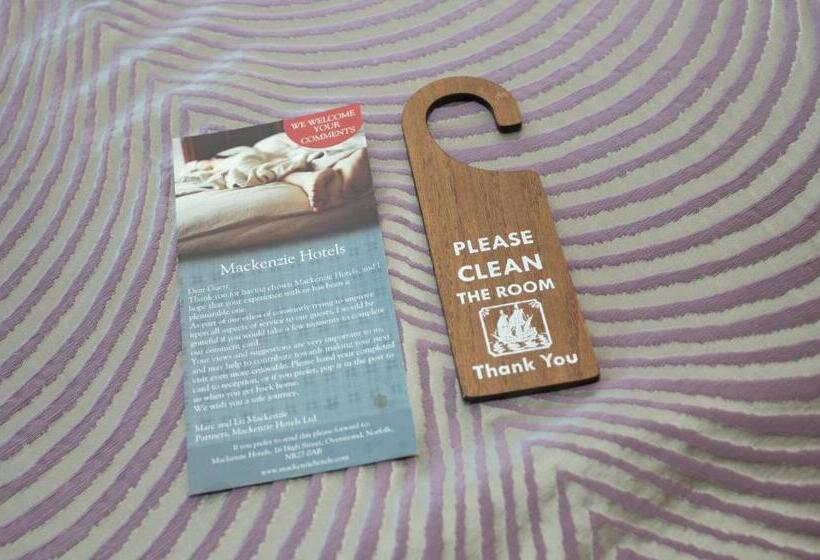 WE WELCOME
YOUR
COMMENTS
Mackenzie Hotels
Dear Guest,
Thank you for having chosen Mackenzie Hotels, and I
hope that your experience with us has been a
pleasurable one.
As part of our ideas of constantly trying to improve
upon all aspects of service to our guests, I would be
grateful if you would take a few moments to complete
our comment card.
Your views and suggestions are very important to us,
and may help to contribute towards making your next
visit even more enjoyable. Please hand your completed
card to reception, or if you prefer, pop it in the post to
us when you get back home.
We wish you a safe journey.
Marc and Liz Mackenzie
Partners, Mackenzie Hotels Ltd
If you prefer to send this please forward to:
Mackenzie Hotels, 16 High Street, Overstrand, Norfolk,
NR27 0AB
www.mackenziehotels.com
PLEASE
CLEAN
THE ROOM
Thank You